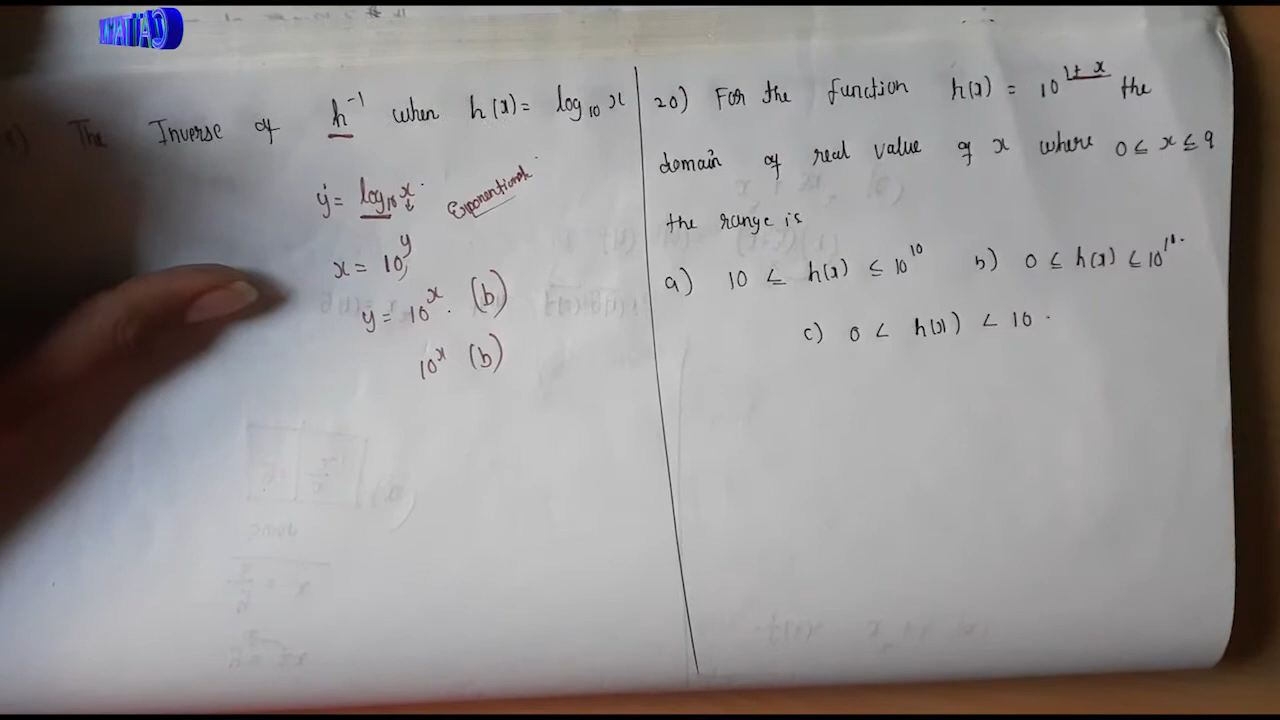 The Inverse of h⁻¹ when h(x) = log₁₀ x
y = log₁₀ x
Exponential
x = 10^y
y = 10^x . (b)
10^x (b)
20) For the function h(x) = 10^(1+x) the
domain of real value of x where 0 ≤ x ≤ 9
the range is
a) 10 ≤ h(x) ≤ 10^10 b) 0 ≤ h(x) ≤ 10^10.
c) 0 < h(x) < 10 .